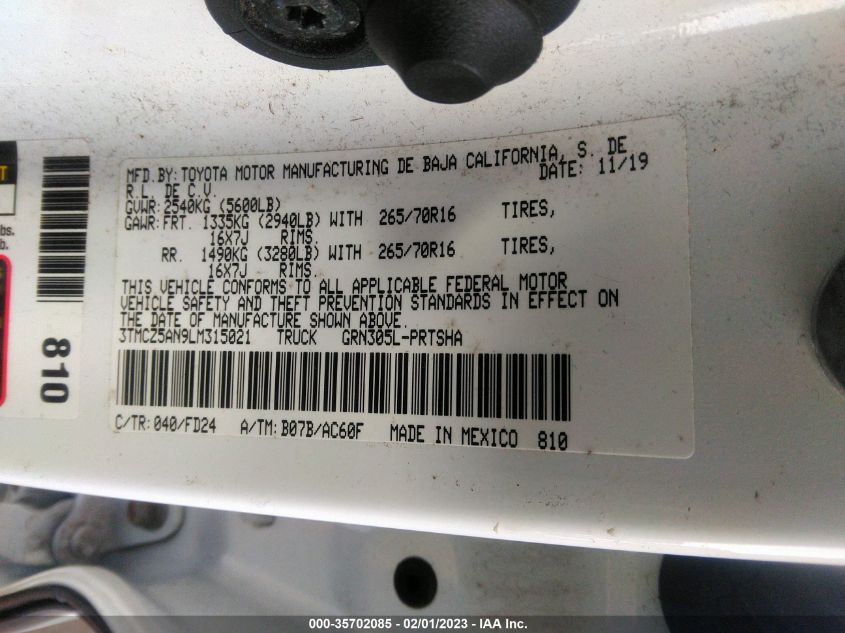 MFD.BY:TOYOTA MOTOR MANUFACTURING DE BAJA CALIFORNIA, S. DE
R.L. DE C.V. DATE: 11/19
GVWR:2540KG (5600LB)
GAWR:FRT. 1335KG (2940LB) WITH 265/70R16 TIRES,
16X7J RIMS.
RR. 1490KG (3280LB) WITH 265/70R16 TIRES,
16X7J RIMS.
THIS VEHICLE CONFORMS TO ALL APPLICABLE FEDERAL MOTOR
VEHICLE SAFETY AND THEFT PREVENTION STANDARDS IN EFFECT ON
THE DATE OF MANUFACTURE SHOWN ABOVE.
3TMCZ5AN9LM315021 TRUCK GRN305L-PRTSHA
C/TR:040/FD24 A/TM:B07B/AC60F MADE IN MEXICO 810
810
lbs.
b.
000-35702085 - 02/01/2023 - IAA Inc.